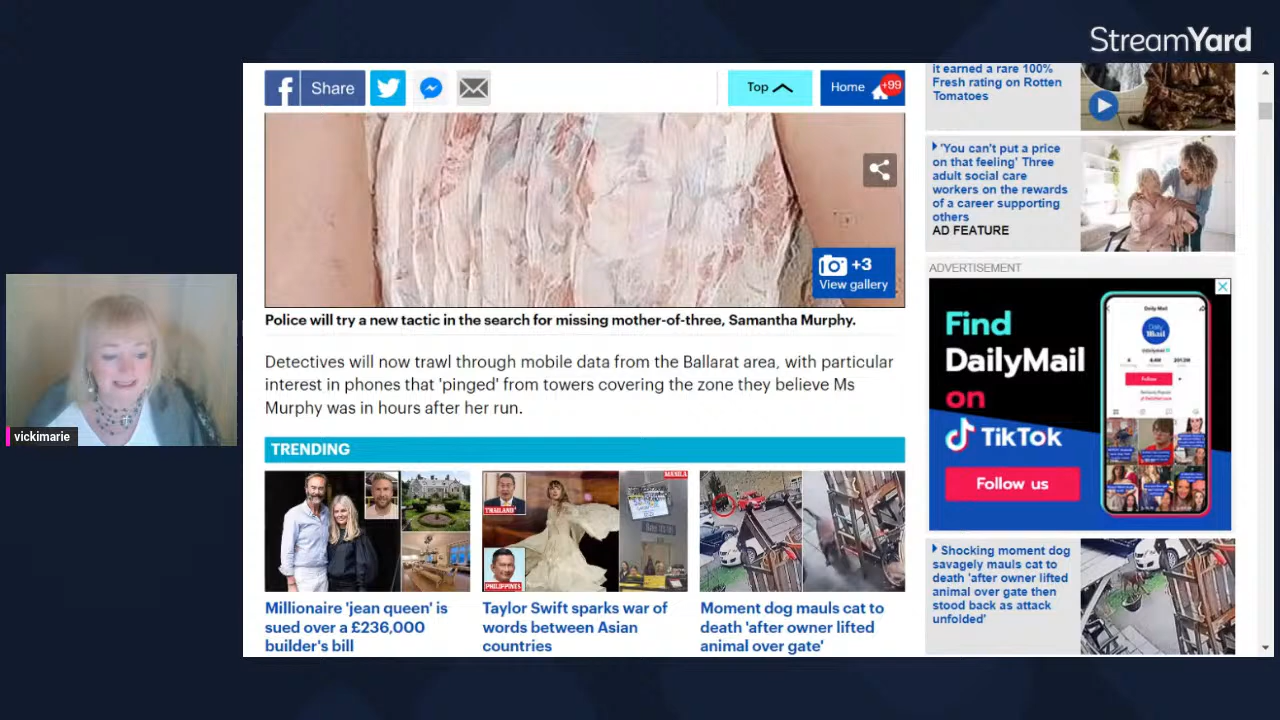 StreamYard
Share
Top
Home
+99
it earned a rare 100%
Fresh rating on Rotten
Tomatoes
'You can't put a price
on that feeling' Three
adult social care
workers on the rewards
of a career supporting
others
AD FEATURE
+3
View gallery
Police will try a new tactic in the search for missing mother-of-three, Samantha Murphy.
Detectives will now trawl through mobile data from the Ballarat area, with particular
interest in phones that 'pinged' from towers covering the zone they believe Ms
Murphy was in hours after her run.
vickimarie
ADVERTISEMENT
Find
DailyMail
on
TikTok
Follow us
Daily Mail
Follow
TRENDING
THAILAND
PHILIPPINES
MANILA
Millionaire 'jean queen' is
sued over a £236,000
builder's bill
Taylor Swift sparks war of
words between Asian
countries
Moment dog mauls cat to
death 'after owner lifted
animal over gate'
Shocking moment dog
savagely mauls cat to
death 'after owner lifted
animal over gate then
stood back as attack
unfolded'